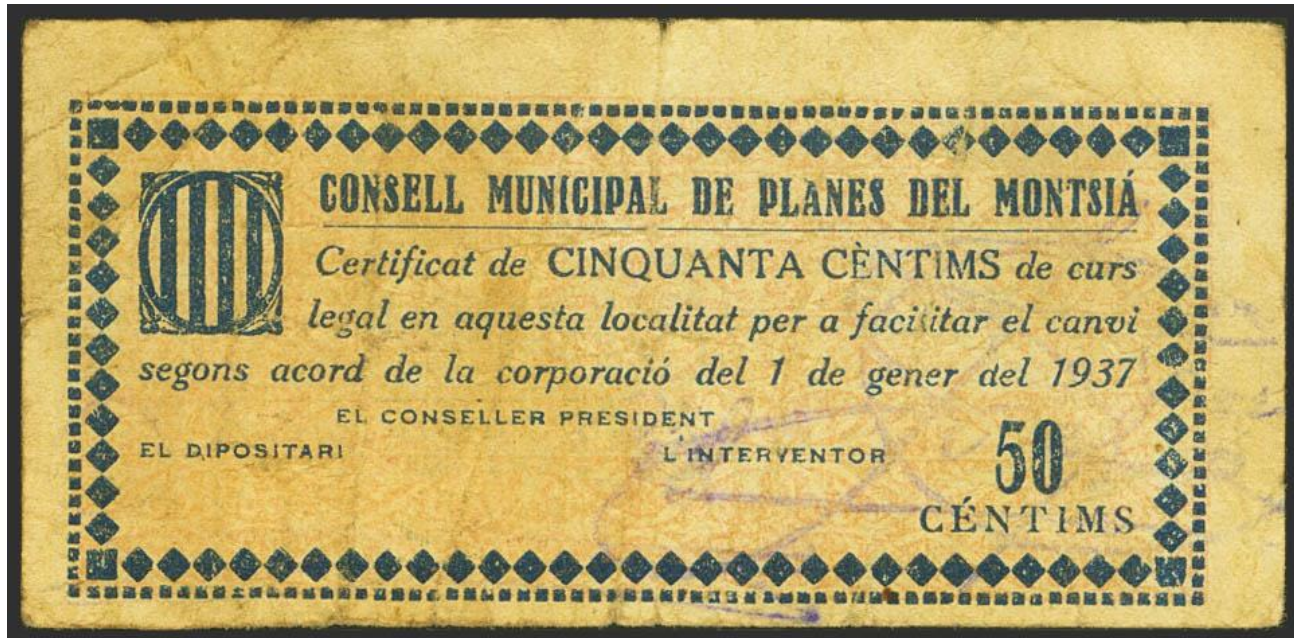 CONSELL MUNICIPAL DE PLANES DEL MONTSIÁ
Certificat de CINQUANTA CÈNTIMS de curs
legal en aquesta localitat per a facilitar el canvi
segons acord de la corporació del 1 de gener del 1937
EL CONSELLER PRESIDENT
EL DIPOSITARI L'INTERVENTOR
50
CÉNTIMS